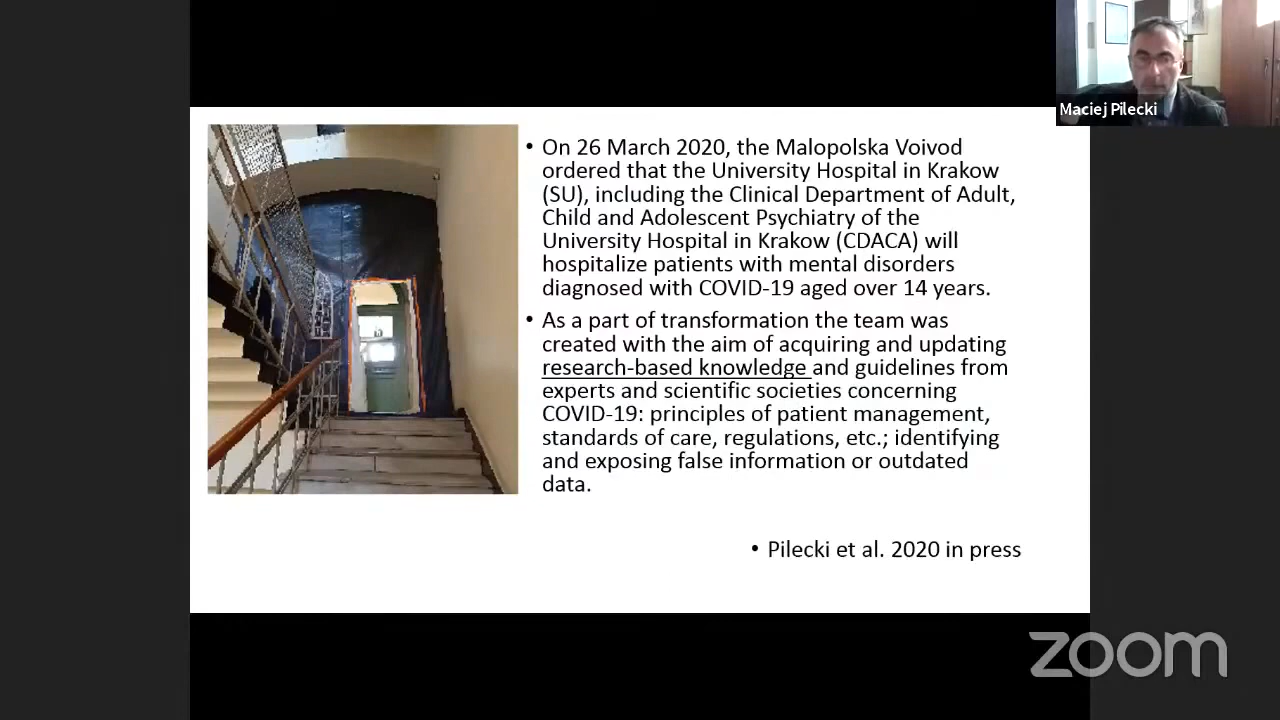 Maciej Pilecki
• On 26 March 2020, the Malopolska Voivod
ordered that the University Hospital in Krakow
(SU), including the Clinical Department of Adult,
Child and Adolescent Psychiatry of the
University Hospital in Krakow (CDACA) will
hospitalize patients with mental disorders
diagnosed with COVID-19 aged over 14 years.
• As a part of transformation the team was
created with the aim of acquiring and updating
research-based knowledge and guidelines from
experts and scientific societies concerning
COVID-19: principles of patient management,
standards of care, regulations, etc.; identifying
and exposing false information or outdated
data.
• Pilecki et al. 2020 in press
zoom